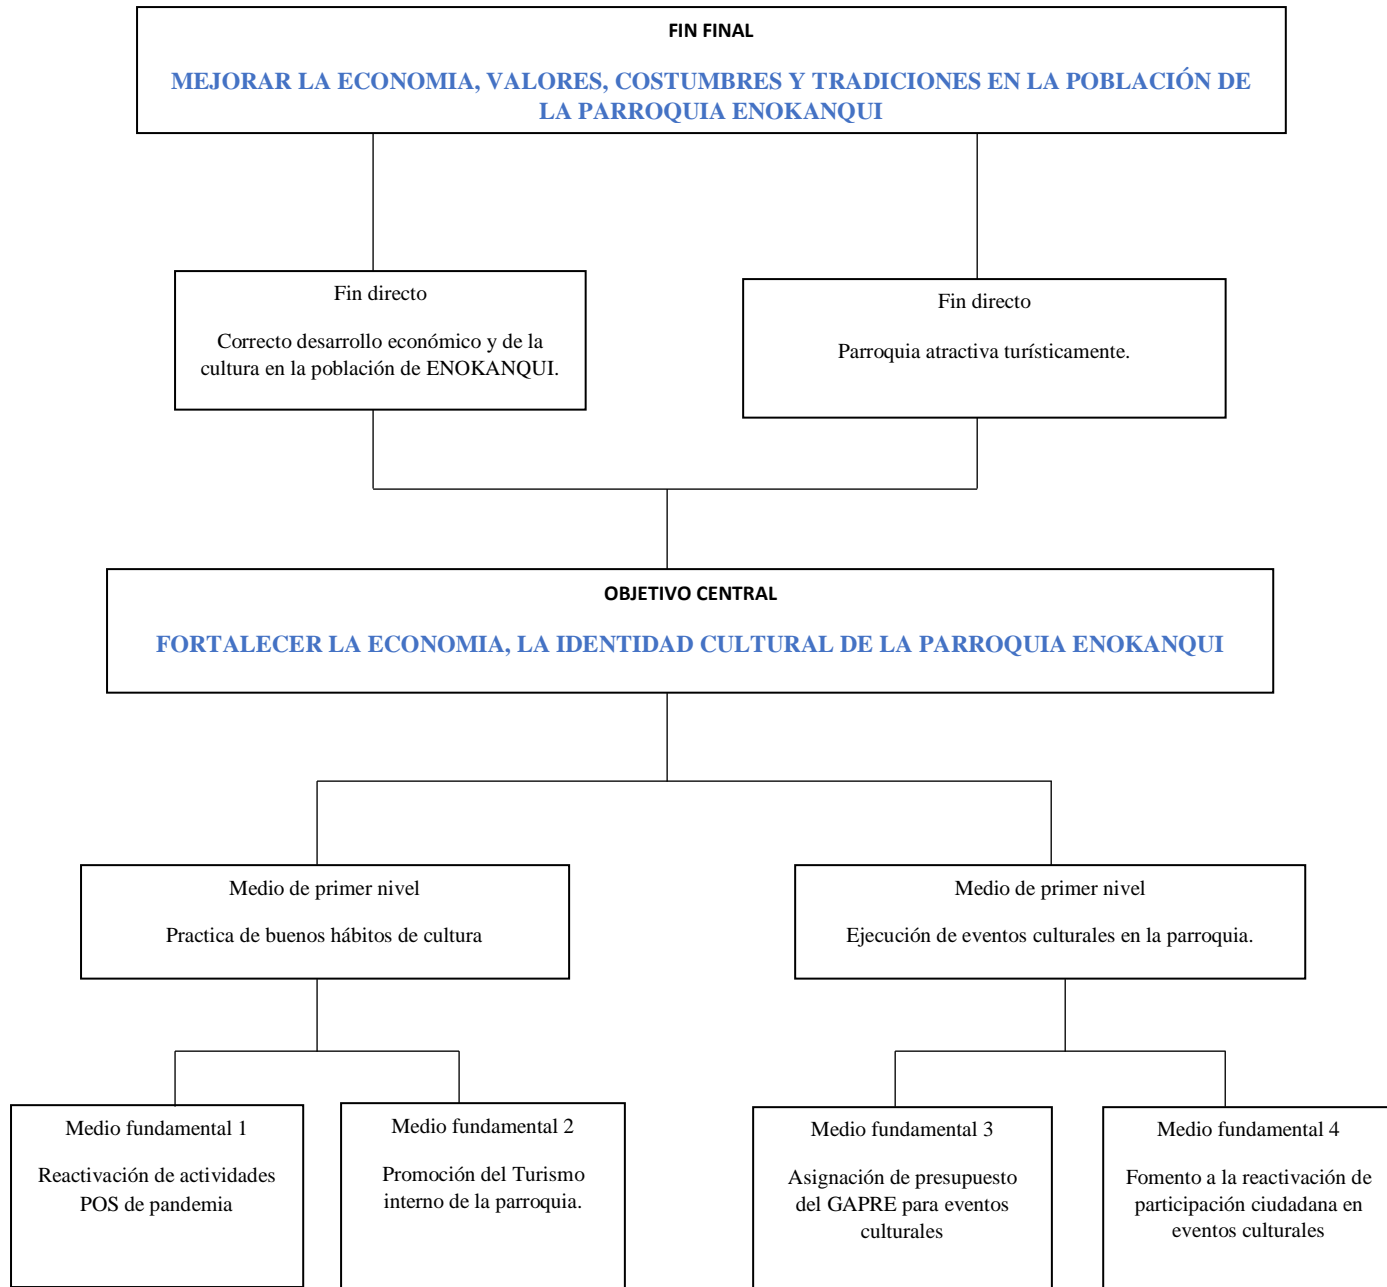 FIN FINAL
MEJORAR LA ECONOMIA, VALORES, COSTUMBRES Y TRADICIONES EN LA POBLACIÓN DE
LA PARROQUIA ENOKANQUI
Fin directo
Correcto desarrollo económico y de la
cultura en la población de ENOKANQUI.
Fin directo
Parroquia atractiva turísticamente.
OBJETIVO CENTRAL
FORTALECER LA ECONOMIA, LA IDENTIDAD CULTURAL DE LA PARROQUIA ENOKANQUI
Medio de primer nivel
Practica de buenos hábitos de cultura
Medio de primer nivel
Ejecución de eventos culturales en la parroquia.
Medio fundamental 1
Reactivación de actividades
POS de pandemia
Medio fundamental 2
Promoción del Turismo
interno de la parroquia.
Medio fundamental 3
Asignación de presupuesto
del GAPRE para eventos
culturales
Medio fundamental 4
Fomento a la reactivación de
participación ciudadana en
eventos culturales